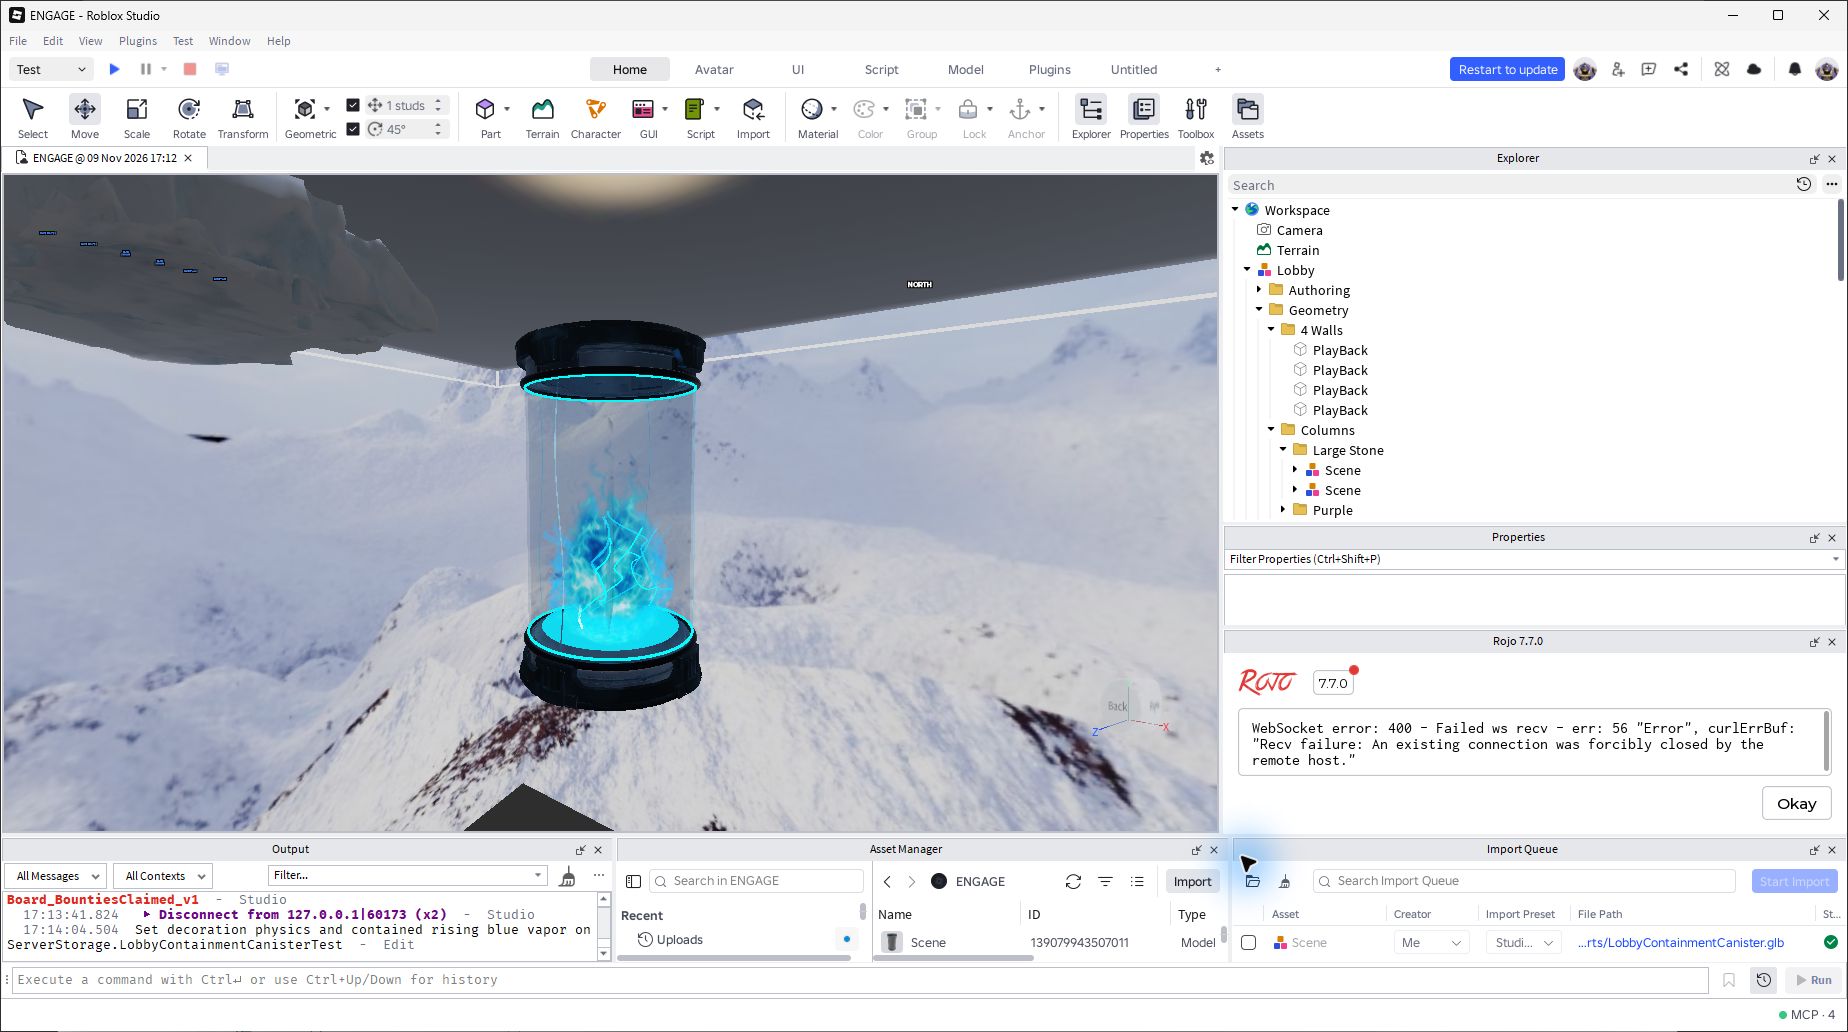 ENGAGE - Roblox Studio
File Edit View Plugins Test Window Help
Test
Home Avatar UI Script Model Plugins Untitled +
Restart to update
Select Move Scale Rotate Transform Geometric 1 studs 45° Part Terrain Character GUI Script Import Material Color Group Lock Anchor Explorer Properties Toolbox Assets
ENGAGE @ 09 Nov 2026 17:12
NORTH
Back
Z
X
Explorer
Search
Workspace
Camera
Terrain
Lobby
Authoring
Geometry
4 Walls
PlayBack
PlayBack
PlayBack
PlayBack
Columns
Large Stone
Scene
Scene
Purple
Properties
Filter Properties (Ctrl+Shift+P)
Rojo 7.7.0
ROJO 7.7.0
WebSocket error: 400 - Failed ws recv - err: 56 "Error", curlErrBuf:
"Recv failure: An existing connection was forcibly closed by the
remote host."
Okay
Output
All Messages All Contexts Filter...
Board_BountiesClaimed_v1 - Studio
17:13:41.824 Disconnect from 127.0.0.1|60173 (x2) - Studio
17:14:04.504 Set decoration physics and contained rising blue vapor on
ServerStorage.LobbyContainmentCanisterTest - Edit
Asset Manager
Search in ENGAGE
Recent
Uploads
ENGAGE
Import
Name ID Type
Scene 139079943507011 Model
Import Queue
Search Import Queue
Start Import
Asset Creator Import Preset File Path St...
Scene Me Studi... ...rts/LobbyContainmentCanister.glb
Execute a command with Ctrl↵ or use Ctrl+Up/Down for history
Run
MCP · 4